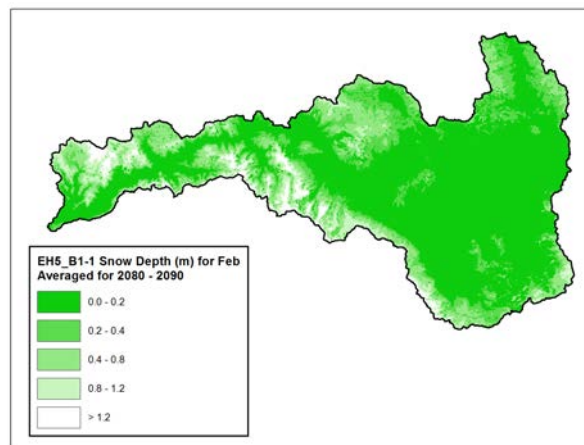 EH5_B1-1 Snow Depth (m) for Feb
Averaged for 2080 - 2090
0.0 - 0.2
0.2 - 0.4
0.4 - 0.8
0.8 - 1.2
> 1.2